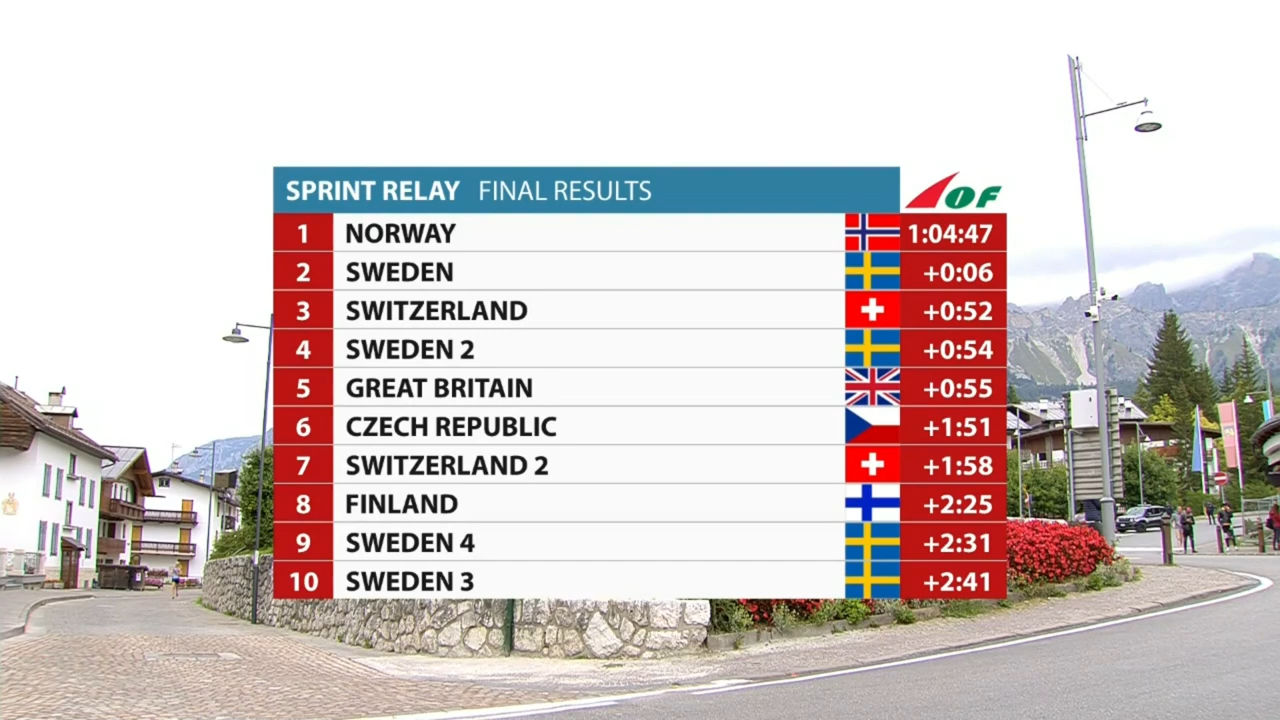 SPRINT RELAY FINAL RESULTS IOF
1 NORWAY 1:04:47
2 SWEDEN +0:06
3 SWITZERLAND +0:52
4 SWEDEN 2 +0:54
5 GREAT BRITAIN +0:55
6 CZECH REPUBLIC +1:51
7 SWITZERLAND 2 +1:58
8 FINLAND +2:25
9 SWEDEN 4 +2:31
10 SWEDEN 3 +2:41